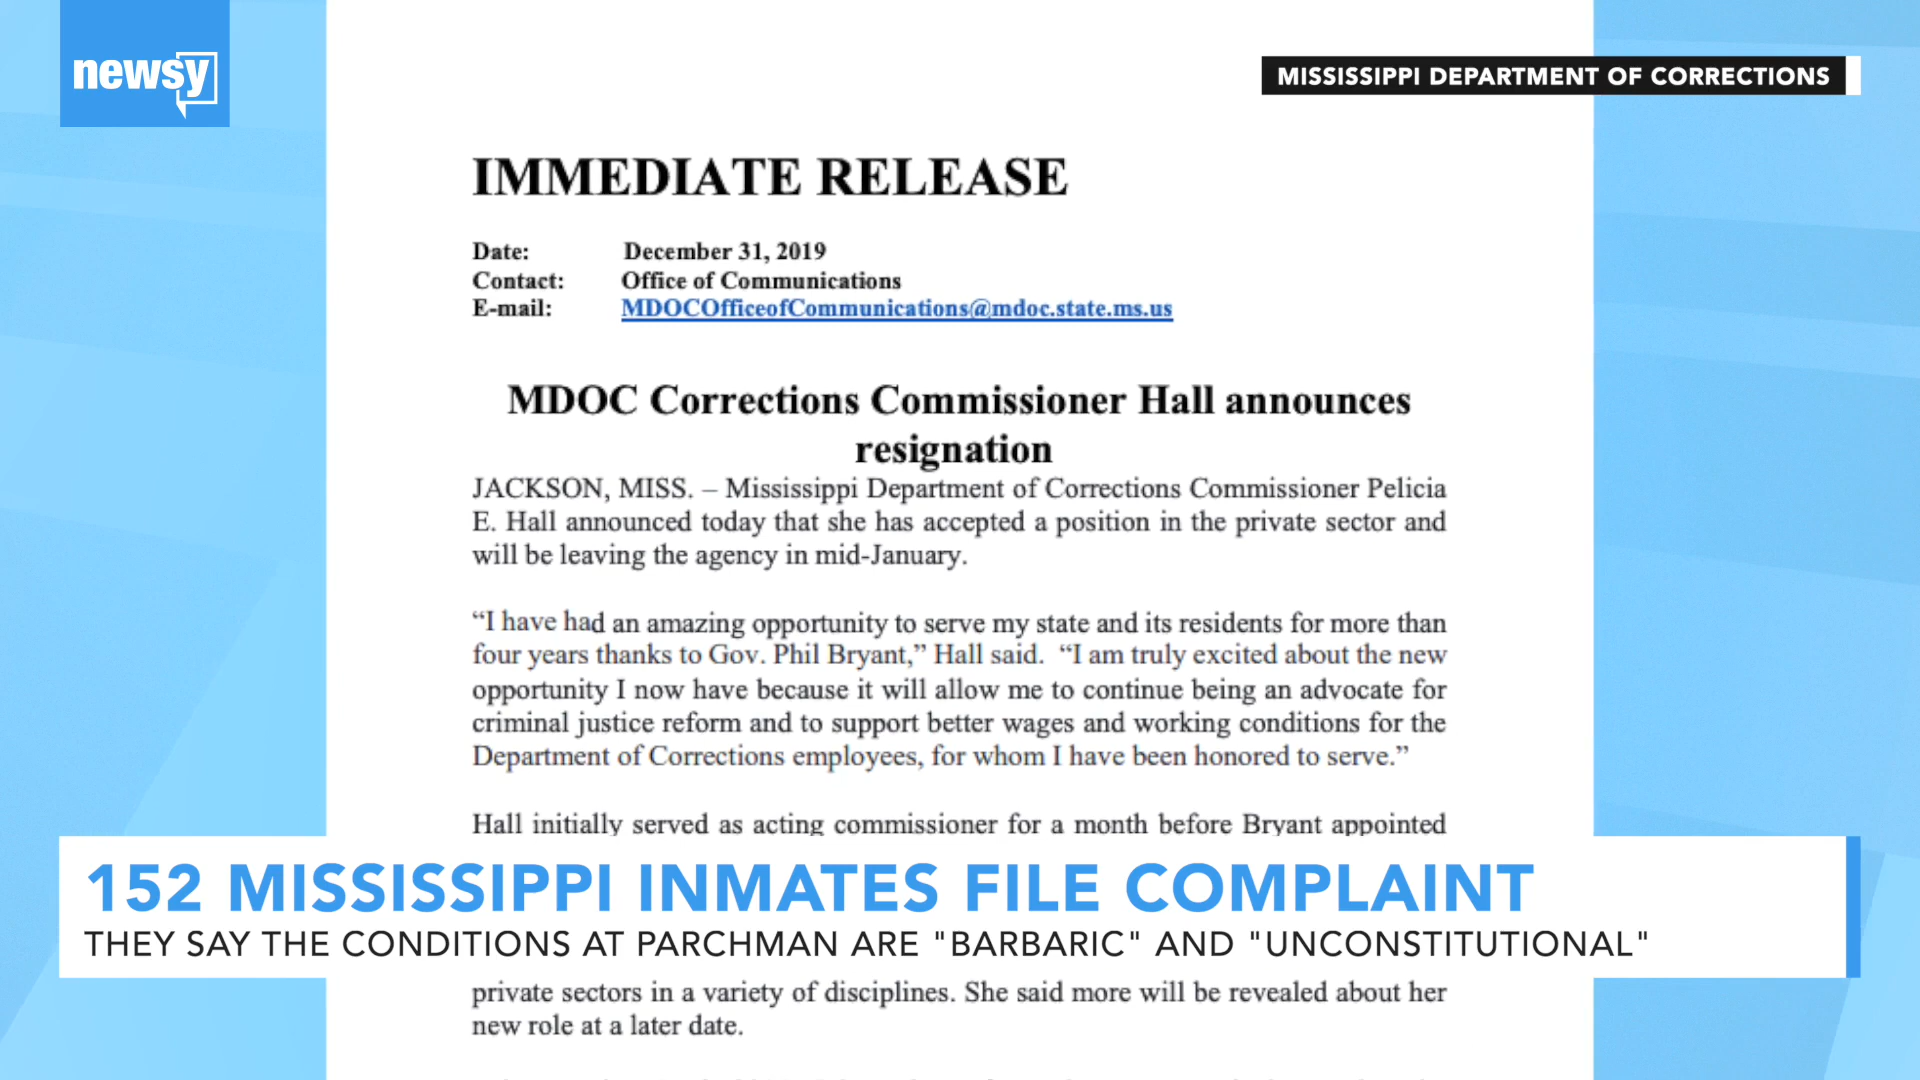 newsy
MISSISSIPPI DEPARTMENT OF CORRECTIONS
IMMEDIATE RELEASE
Date: December 31, 2019
Contact: Office of Communications
E-mail: MDOCOfficeofCommunications@mdoc.state.ms.us
MDOC Corrections Commissioner Hall announces
resignation
JACKSON, MISS. – Mississippi Department of Corrections Commissioner Pelicia
E. Hall announced today that she has accepted a position in the private sector and
will be leaving the agency in mid-January.
“I have had an amazing opportunity to serve my state and its residents for more than
four years thanks to Gov. Phil Bryant,” Hall said. “I am truly excited about the new
opportunity I now have because it will allow me to continue being an advocate for
criminal justice reform and to support better wages and working conditions for the
Department of Corrections employees, for whom I have been honored to serve.”
Hall initially served as acting commissioner for a month before Bryant appointed
152 MISSISSIPPI INMATES FILE COMPLAINT
THEY SAY THE CONDITIONS AT PARCHMAN ARE "BARBARIC" AND "UNCONSTITUTIONAL"
private sectors in a variety of disciplines. She said more will be revealed about her
new role at a later date.